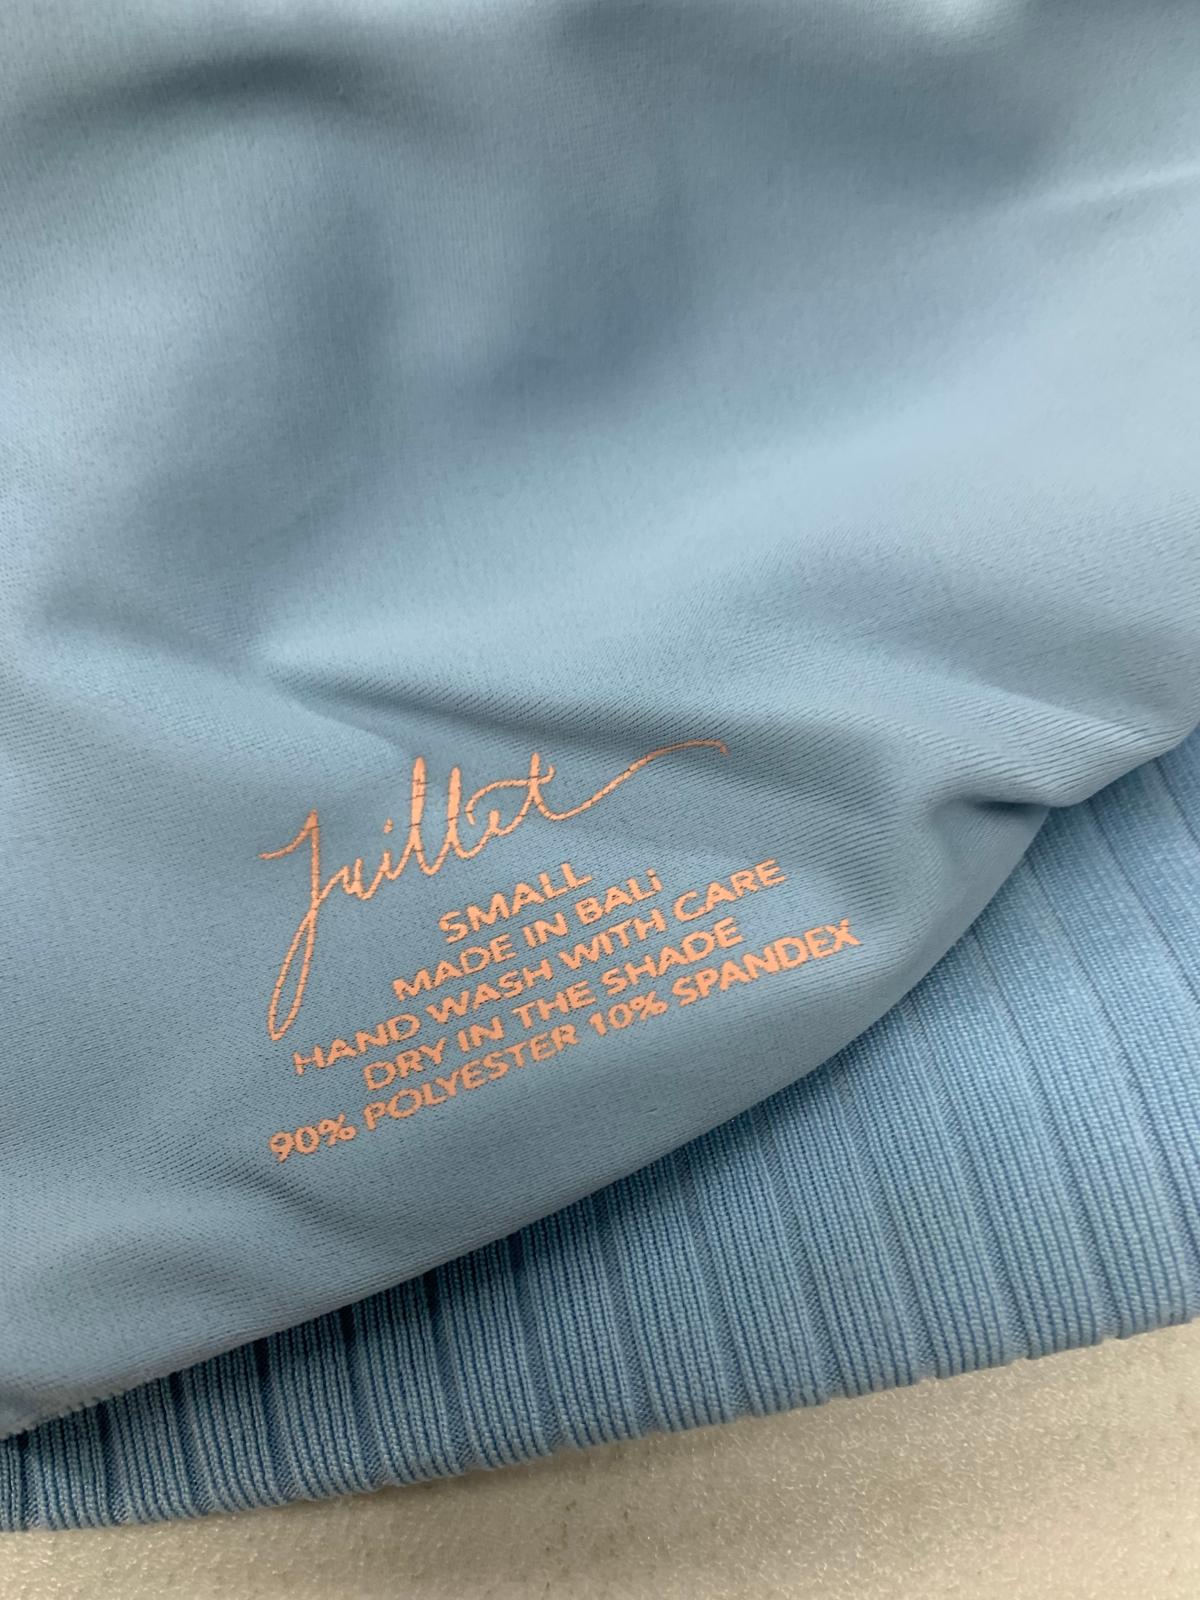 Juillet
SMALL
MADE IN BALi
HAND WASH WITH CARE
DRY IN THE SHADE
90% POLYESTER 10% SPANDEX